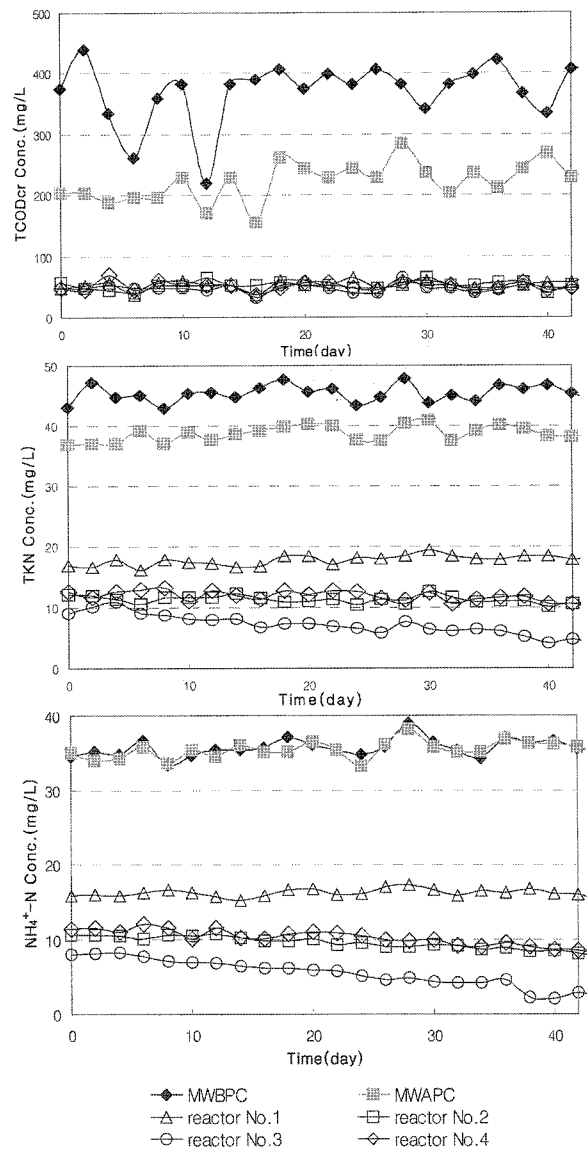 TCODcr Conc.(mg/L
500
400
300
200
100
0
0 10 20 30 40
Time(day)
TKN Conc.(mg/L)
50
40
30
20
10
0
0 10 20 30 40
Time(day)
NH₄⁺-N Conc.(mg/L)
40
30
20
10
0
0 10 20 30 40
Time(day)
MWBPC MWAPC
reactor No.1 reactor No.2
reactor No.3 reactor No.4